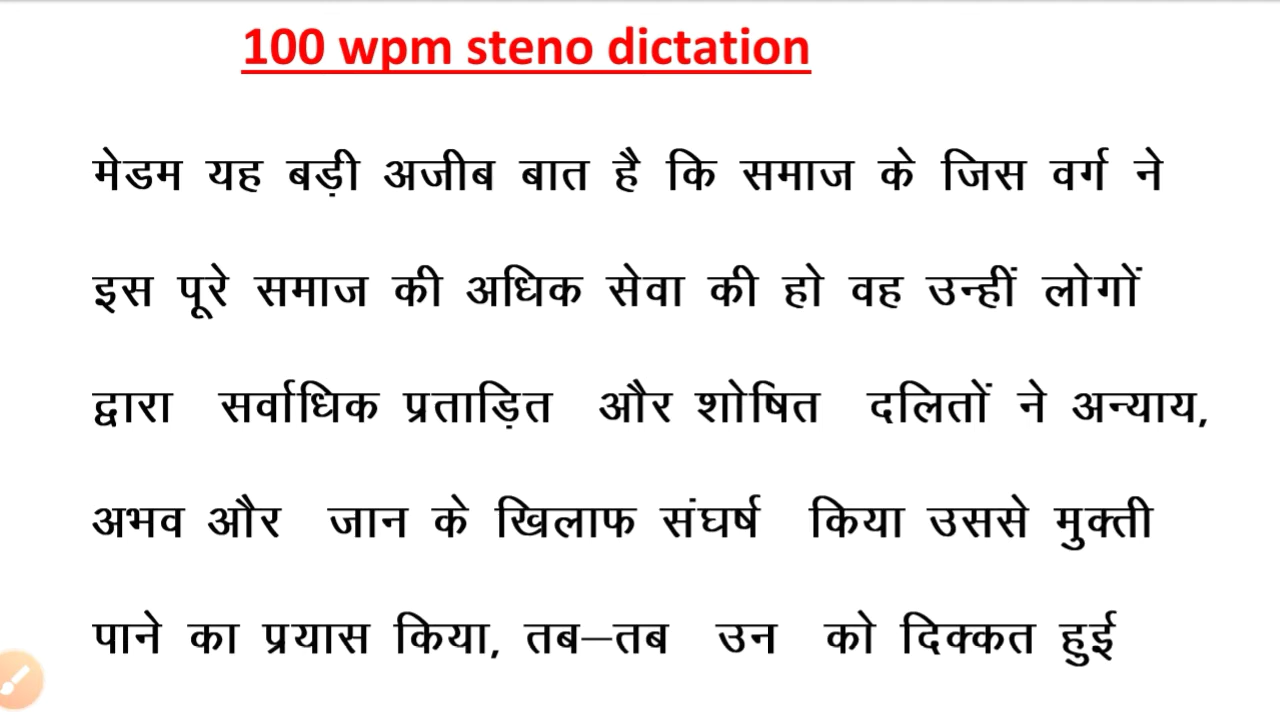 100 wpm steno dictation
मेडम यह बड़ी अजीब बात है कि समाज के जिस वर्ग ने
इस पूरे समाज की अधिक सेवा की हो वह उन्हीं लोगों
द्वारा सर्वाधिक प्रताड़ित और शोषित दलितों ने अन्याय,
अभव और जान के खिलाफ संघर्ष किया उससे मुक्ती
पाने का प्रयास किया, तब–तब उन को दिक्कत हुई